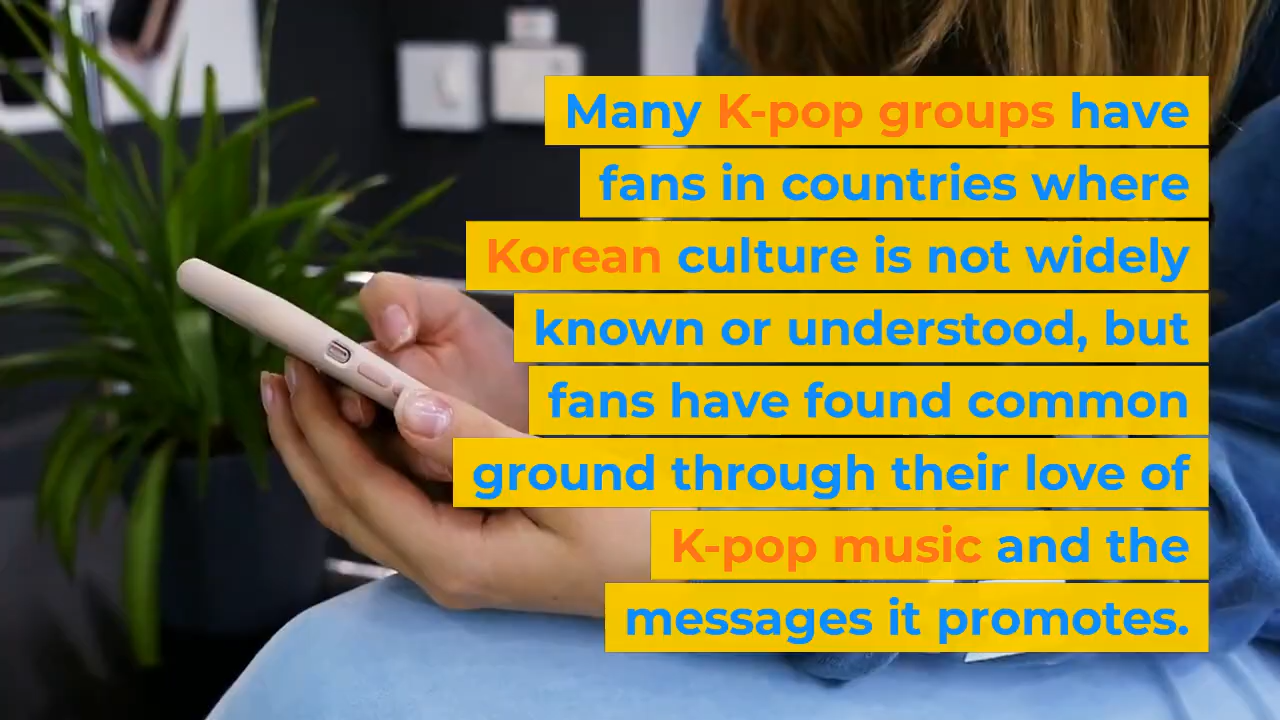 Many K-pop groups have
fans in countries where
Korean culture is not widely
known or understood, but
fans have found common
ground through their love of
K-pop music and the
messages it promotes.